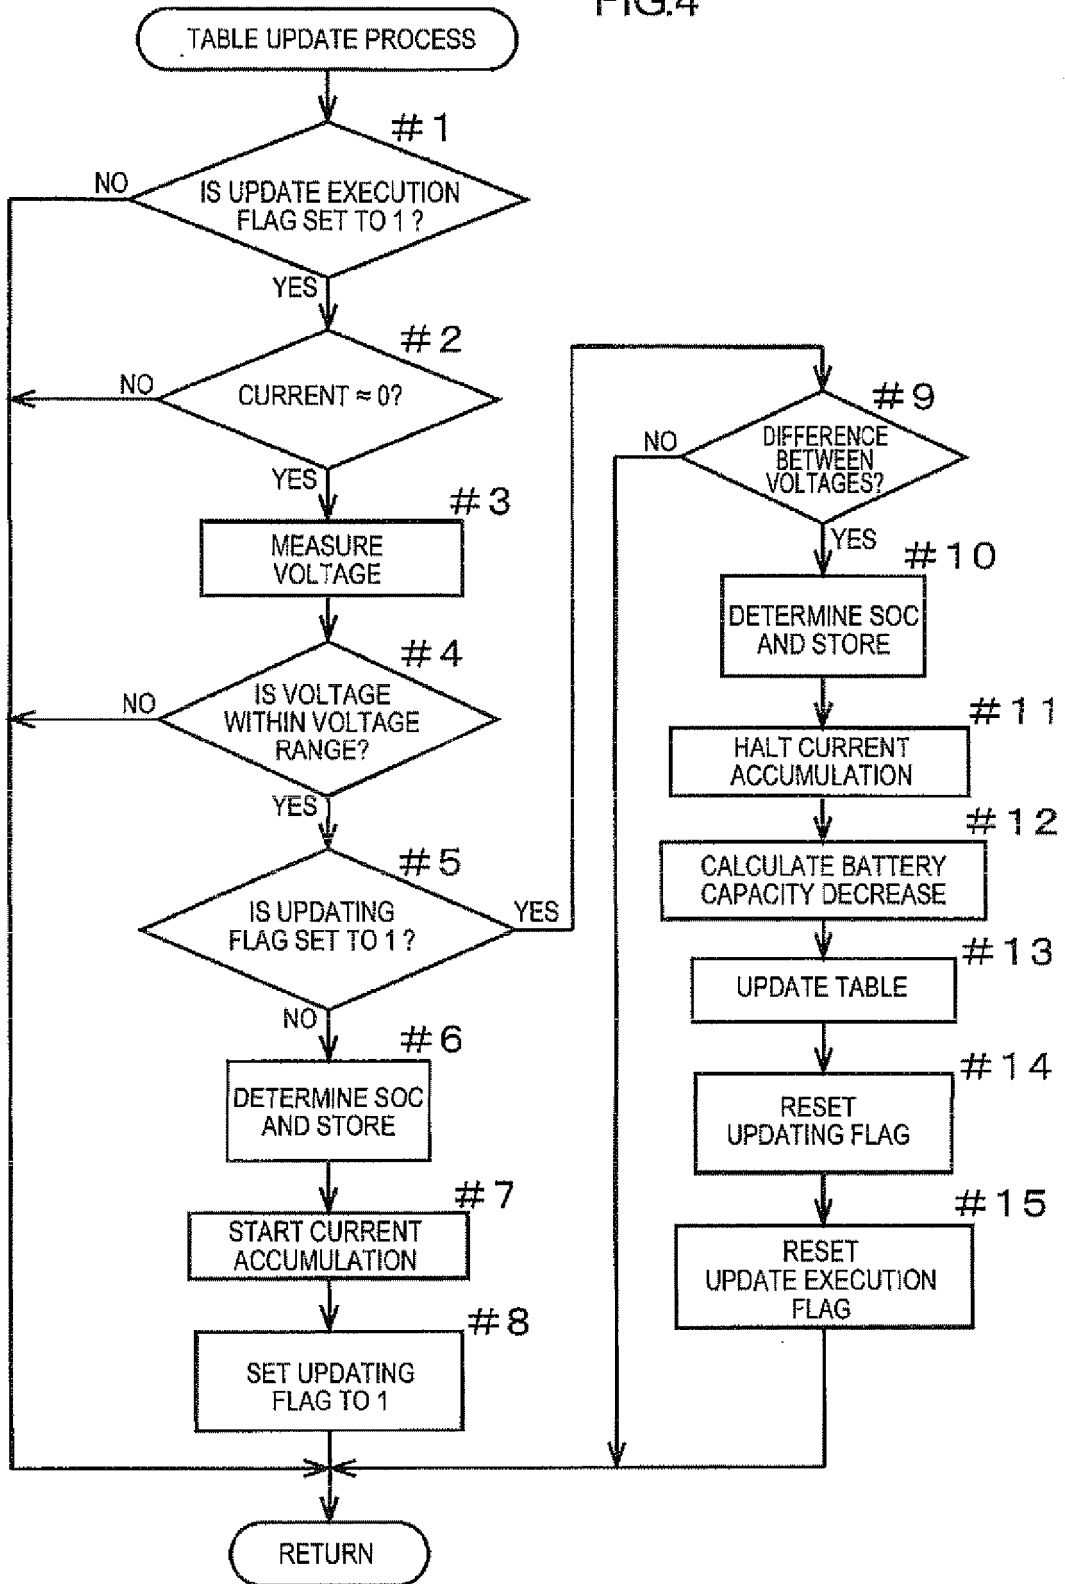 FIG.4
TABLE UPDATE PROCESS
#1
NO
IS UPDATE EXECUTION
FLAG SET TO 1?
YES
#2
NO
CURRENT ≈ 0?
YES
#3
MEASURE
VOLTAGE
#4
NO
IS VOLTAGE
WITHIN VOLTAGE
RANGE?
YES
#5
IS UPDATING
FLAG SET TO 1?
YES
NO
#6
DETERMINE SOC
AND STORE
#7
START CURRENT
ACCUMULATION
#8
SET UPDATING
FLAG TO 1
#9
NO
DIFFERENCE
BETWEEN
VOLTAGES?
YES
#10
DETERMINE SOC
AND STORE
#11
HALT CURRENT
ACCUMULATION
#12
CALCULATE BATTERY
CAPACITY DECREASE
#13
UPDATE TABLE
#14
RESET
UPDATING FLAG
#15
RESET
UPDATE EXECUTION
FLAG
RETURN